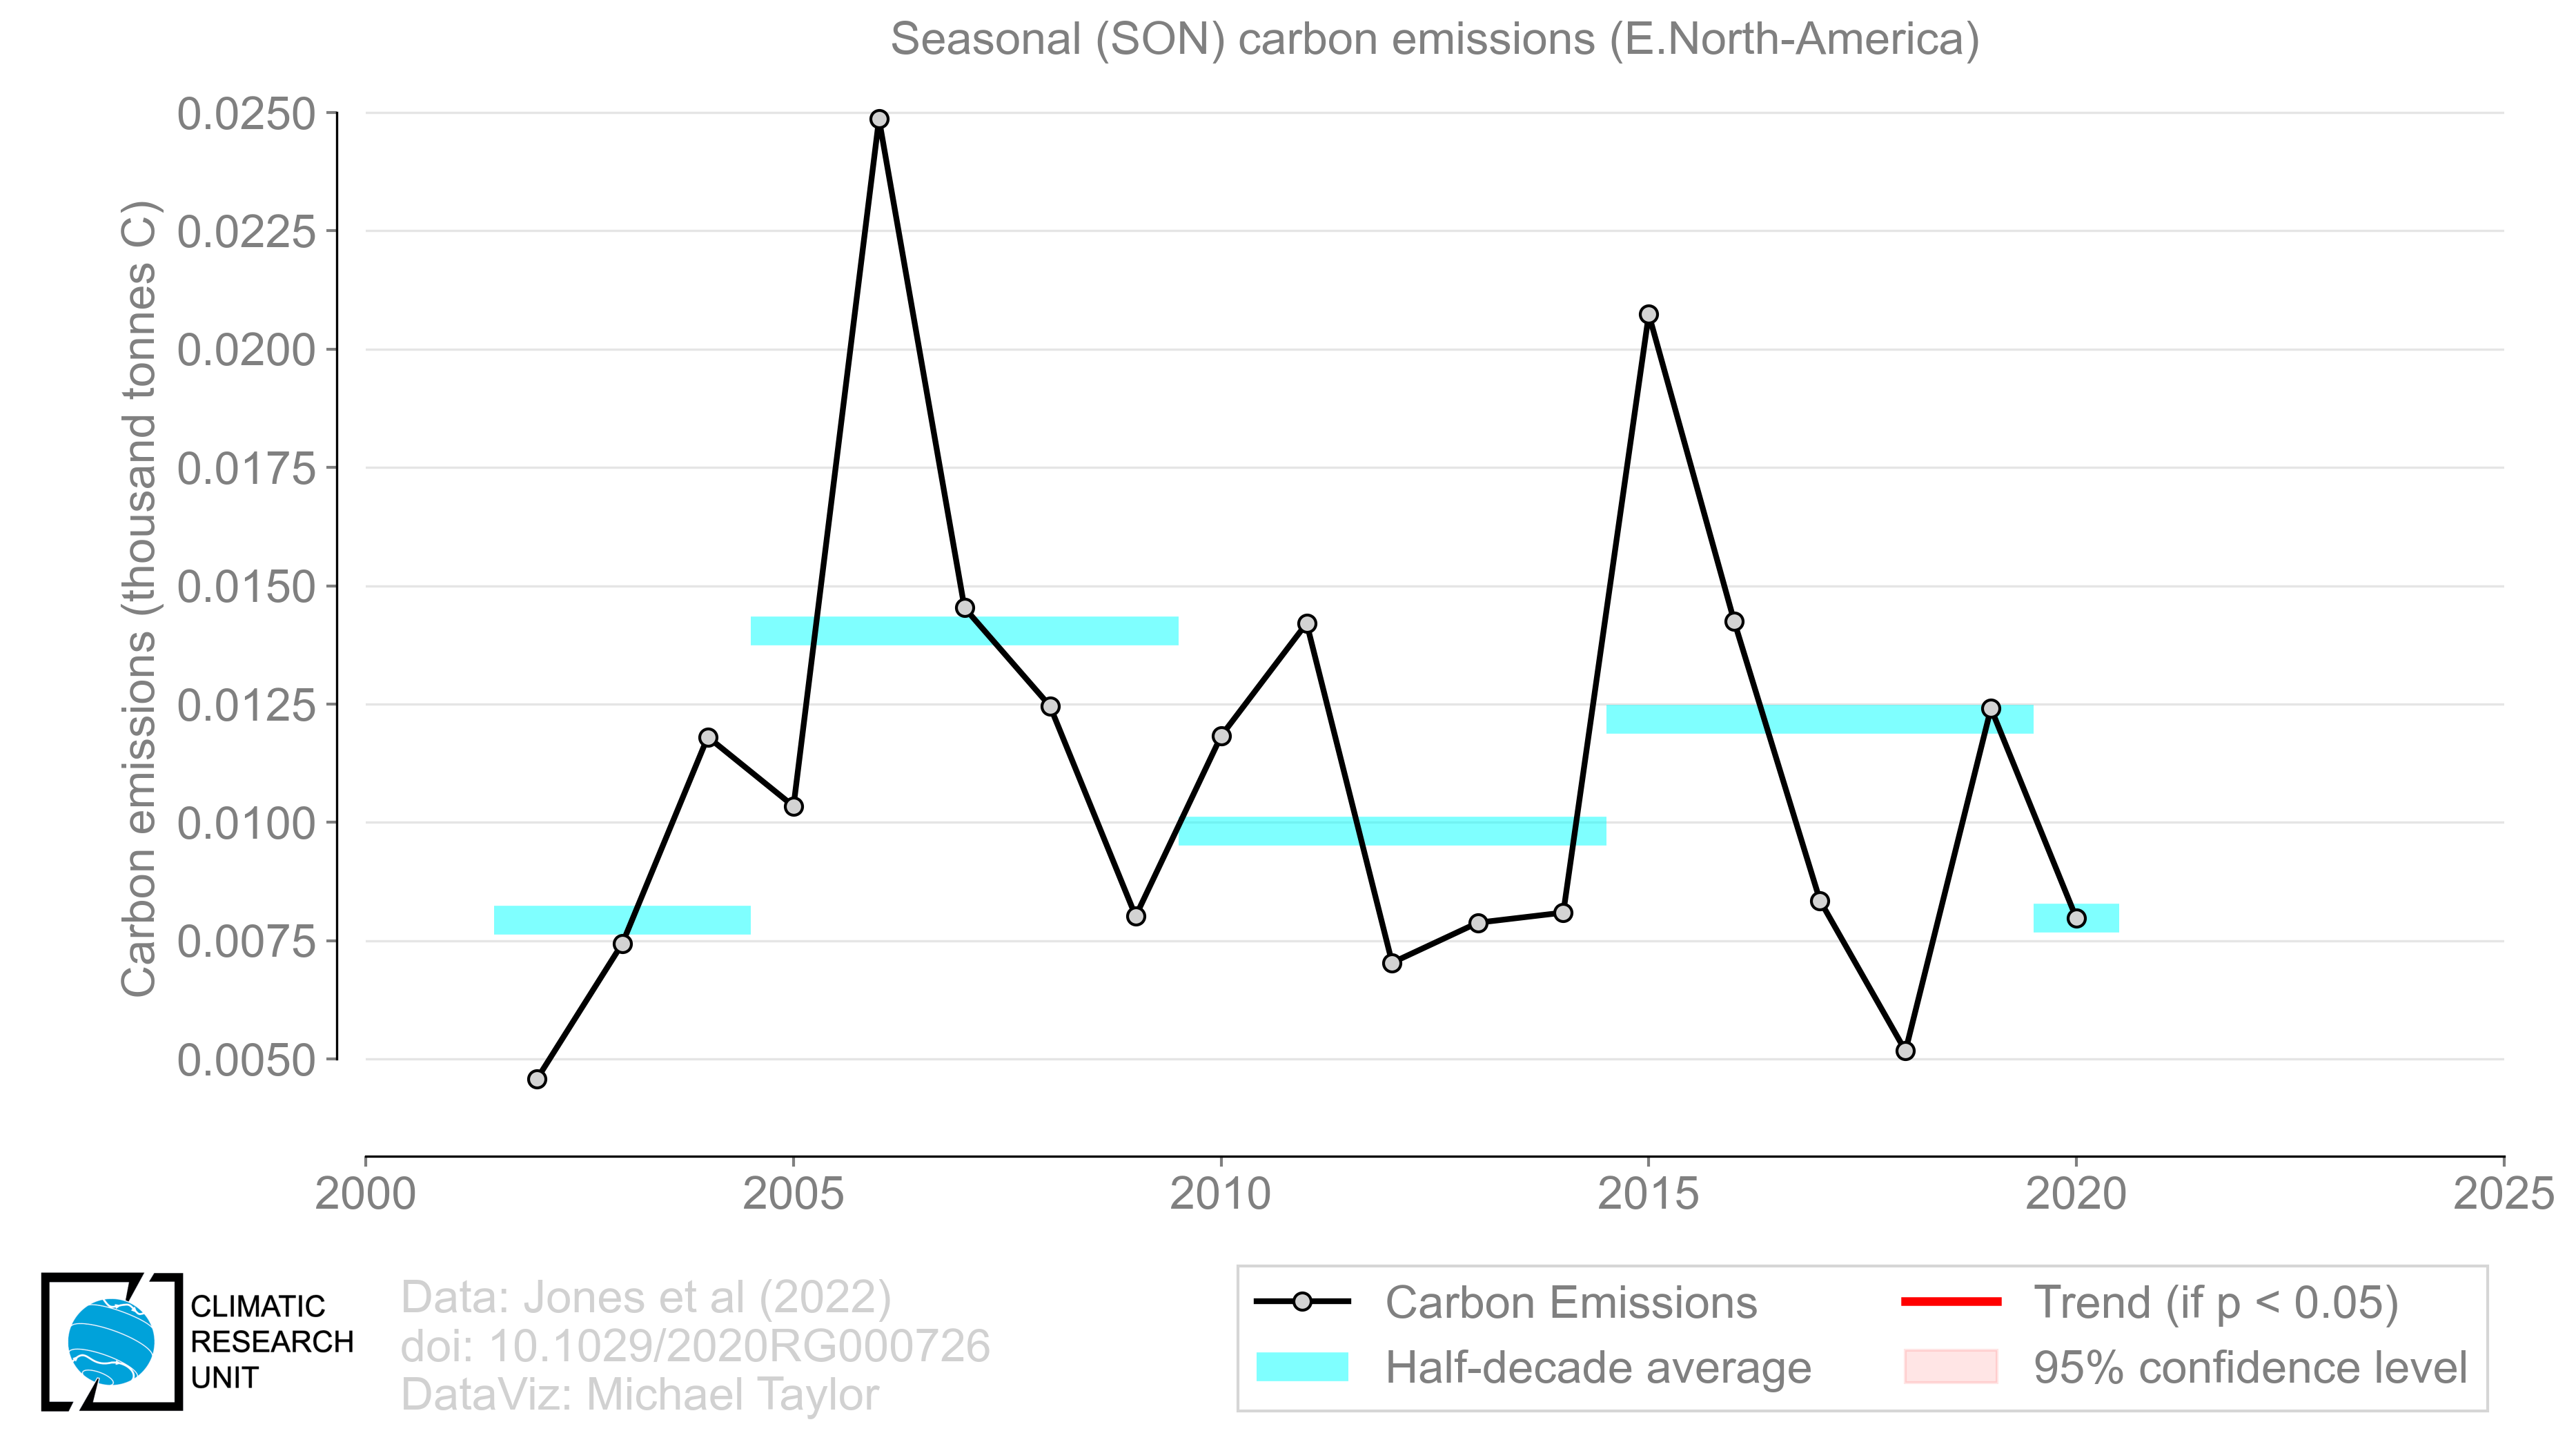 Seasonal (SON) carbon emissions (E.North-America)
Carbon emissions (thousand tonnes C)
0.0250
0.0225
0.0200
0.0175
0.0150
0.0125
0.0100
0.0075
0.0050
2000 2005 2010 2015 2020 2025
CLIMATIC
RESEARCH
UNIT
Data: Jones et al (2022)
doi: 10.1029/2020RG000726
DataViz: Michael Taylor
Carbon Emissions
Half-decade average
Trend (if p < 0.05)
95% confidence level